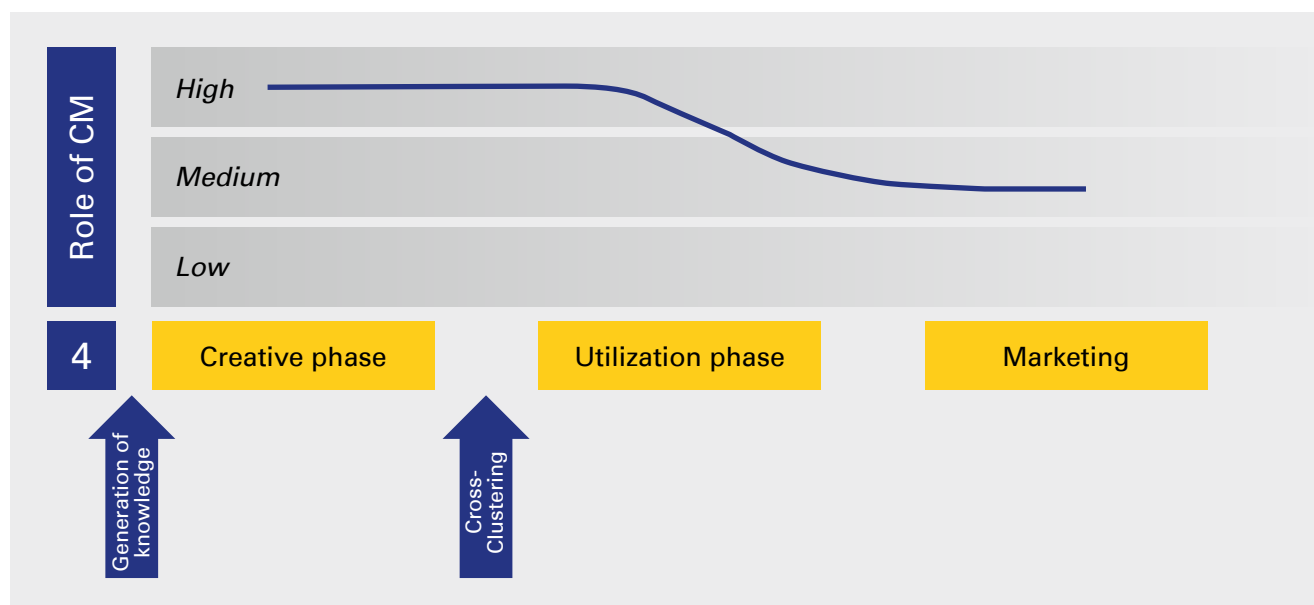 Role of CM
High
Medium
Low
4
Creative phase
Utilization phase
Marketing
Generation of
knowledge
Cross-
Clustering